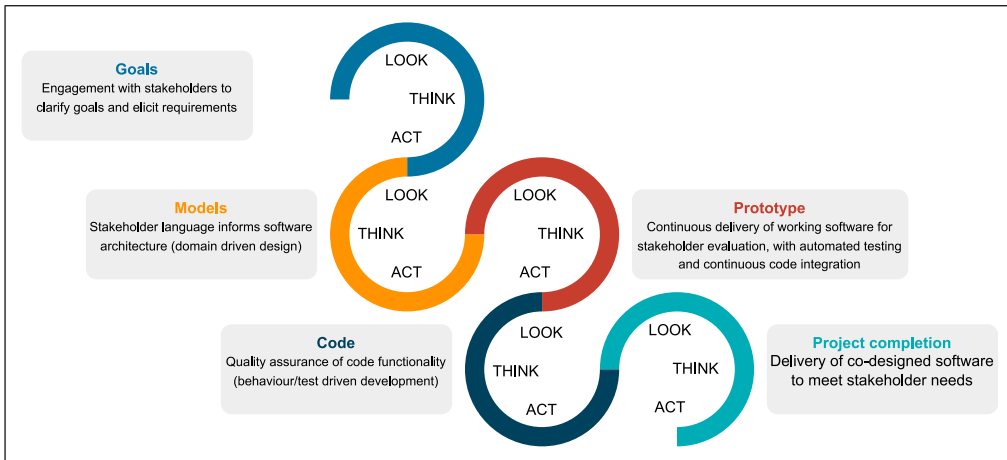 Goals
Engagement with stakeholders to
clarify goals and elicit requirements
LOOK
THINK
ACT
Models
Stakeholder language informs software
architecture (domain driven design)
LOOK
THINK
ACT
LOOK
THINK
ACT
Prototype
Continuous delivery of working software for
stakeholder evaluation, with automated testing
and continuous code integration
Code
Quality assurance of code functionality
(behaviour/test driven development)
LOOK
THINK
ACT
LOOK
THINK
ACT
Project completion
Delivery of co-designed software
to meet stakeholder needs